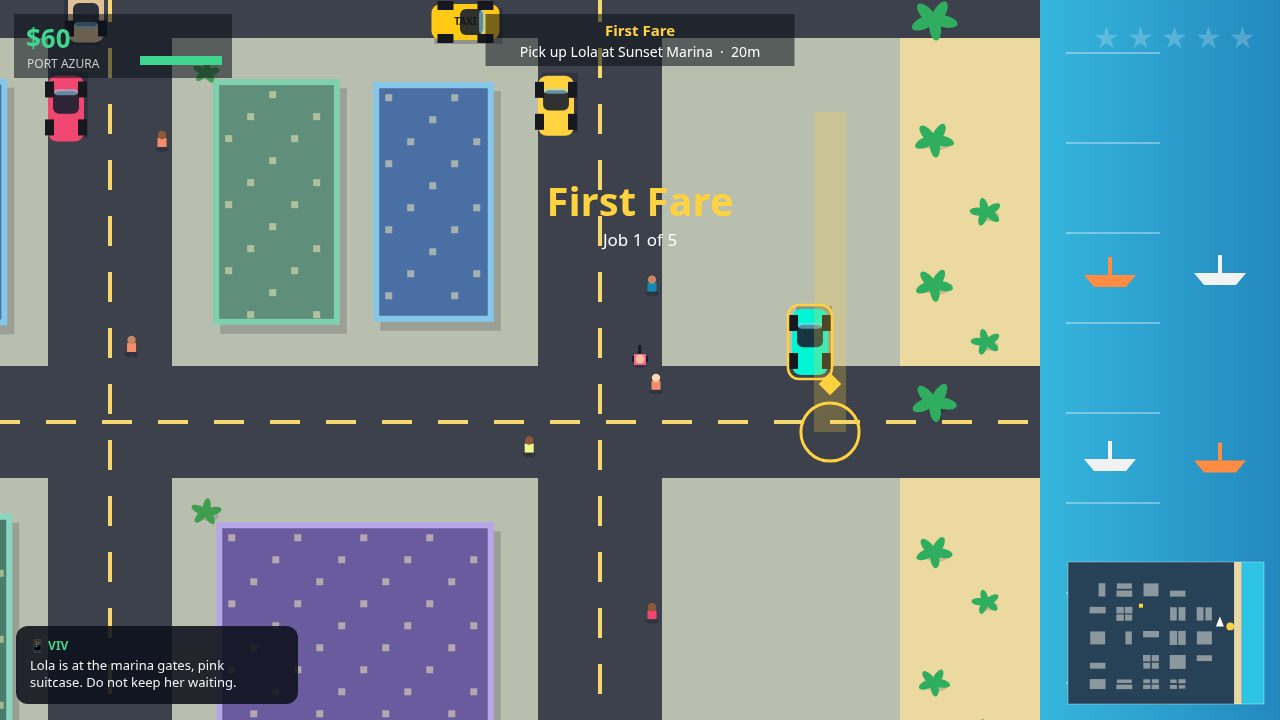 $60
PORT AZURA
TAXI
First Fare
Pick up Lola at Sunset Marina · 20m
First Fare
Job 1 of 5
VIV
Lola is at the marina gates, pink
suitcase. Do not keep her waiting.